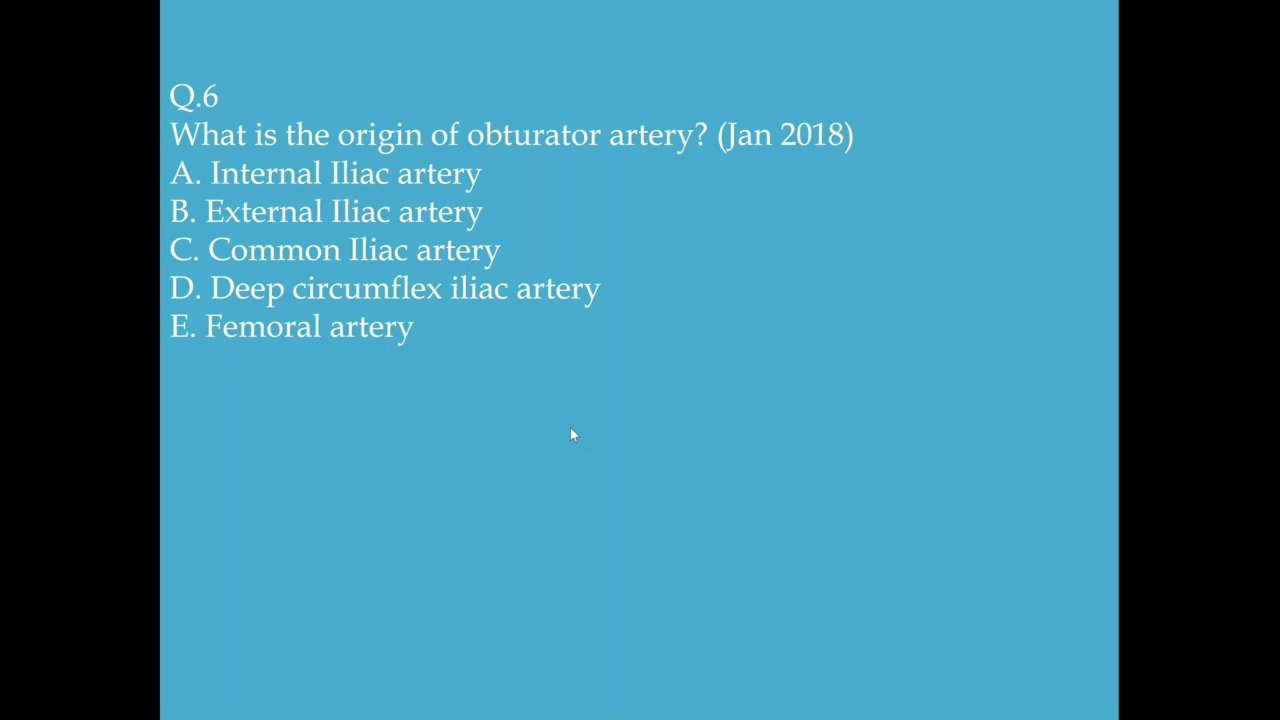 Q.6
What is the origin of obturator artery? (Jan 2018)
A. Internal Iliac artery
B. External Iliac artery
C. Common Iliac artery
D. Deep circumflex iliac artery
E. Femoral artery